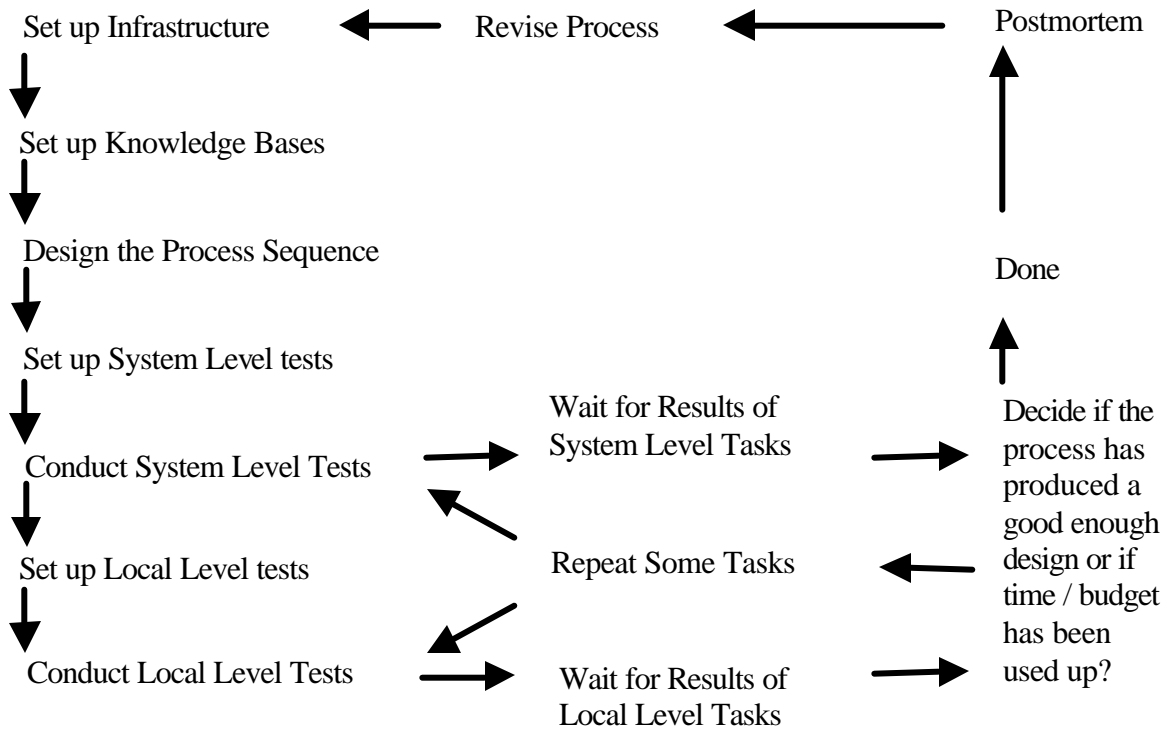 Set up Infrastructure
Revise Process
Postmortem
Set up Knowledge Bases
Design the Process Sequence
Done
Set up System Level tests
Wait for Results of
System Level Tasks
Decide if the
process has
produced a
good enough
design or if
time / budget
has been
used up?
Conduct System Level Tests
Set up Local Level tests
Repeat Some Tasks
Conduct Local Level Tests
Wait for Results of
Local Level Tasks